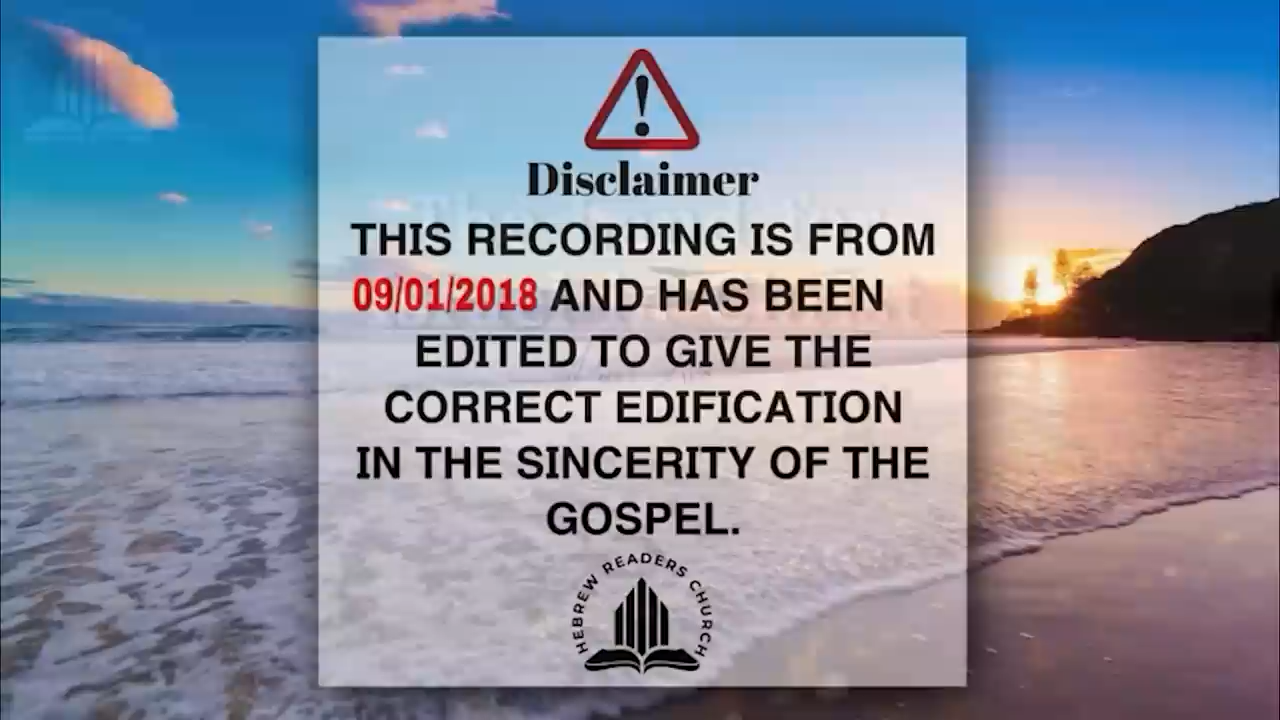 Disclaimer
THIS RECORDING IS FROM
09/01/2018 AND HAS BEEN
EDITED TO GIVE THE
CORRECT EDIFICATION
IN THE SINCERITY OF THE
GOSPEL.
HEBREW READERS CHURCH